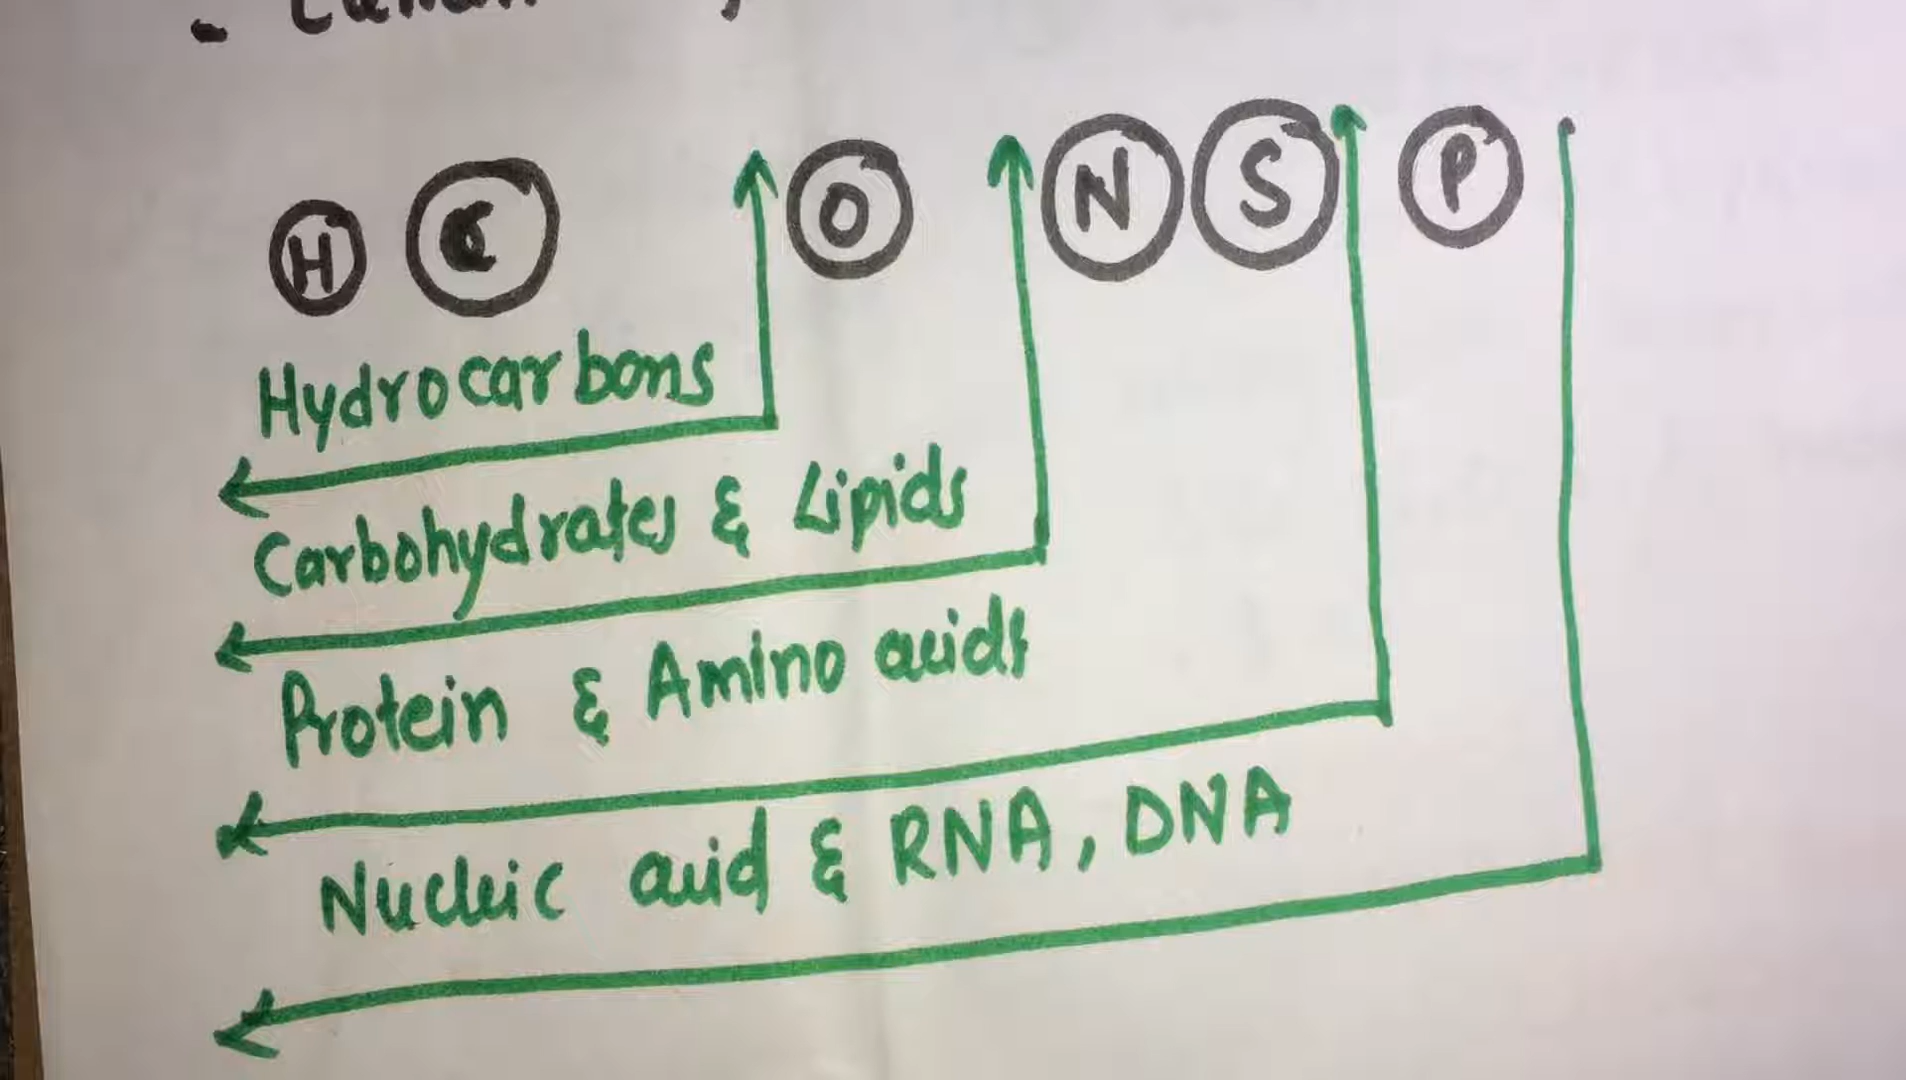 H C O N S P
Hydrocarbons
Carbohydrates & Lipids
Protein & Amino acids
Nucleic acid & RNA, DNA